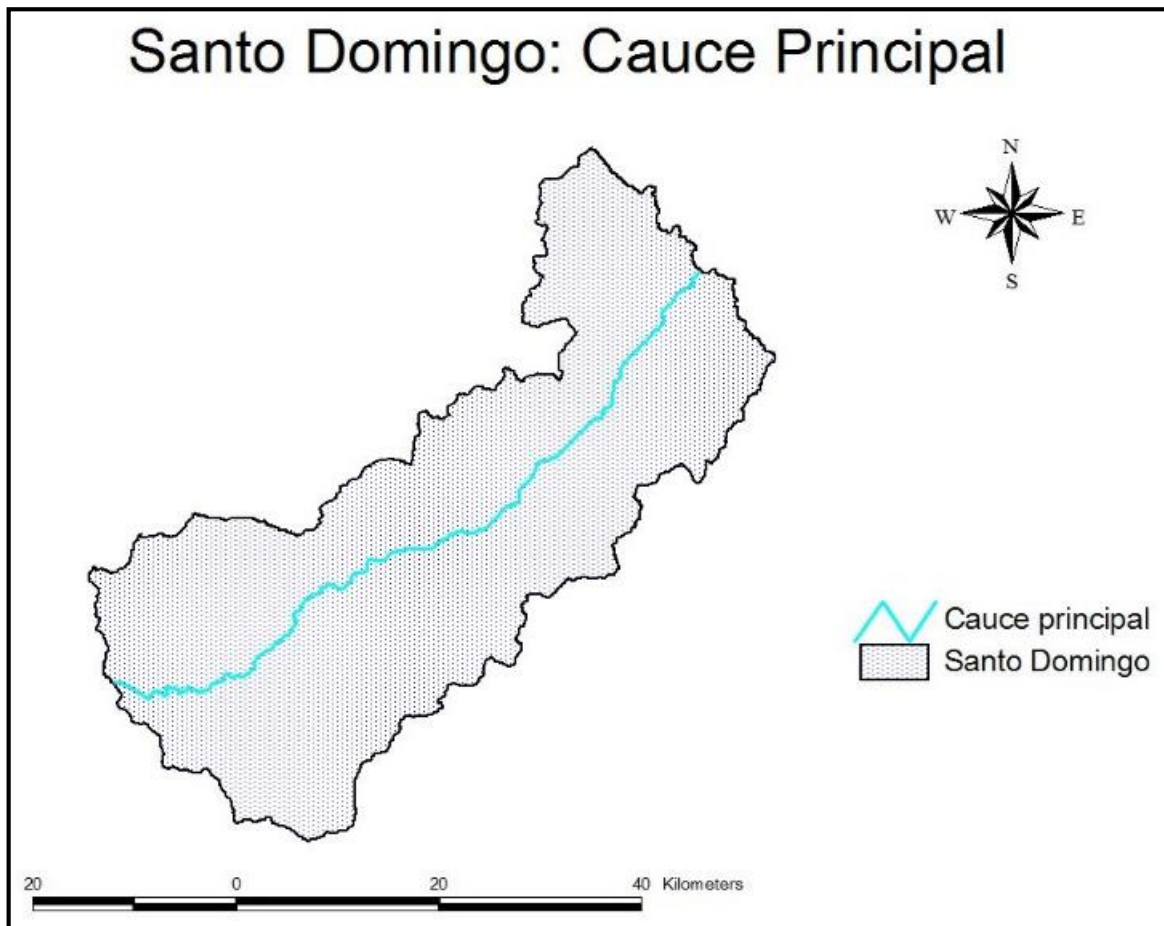 Santo Domingo: Cauce Principal
N
W E
S
Cauce principal
Santo Domingo
20 0 20 40 Kilometers